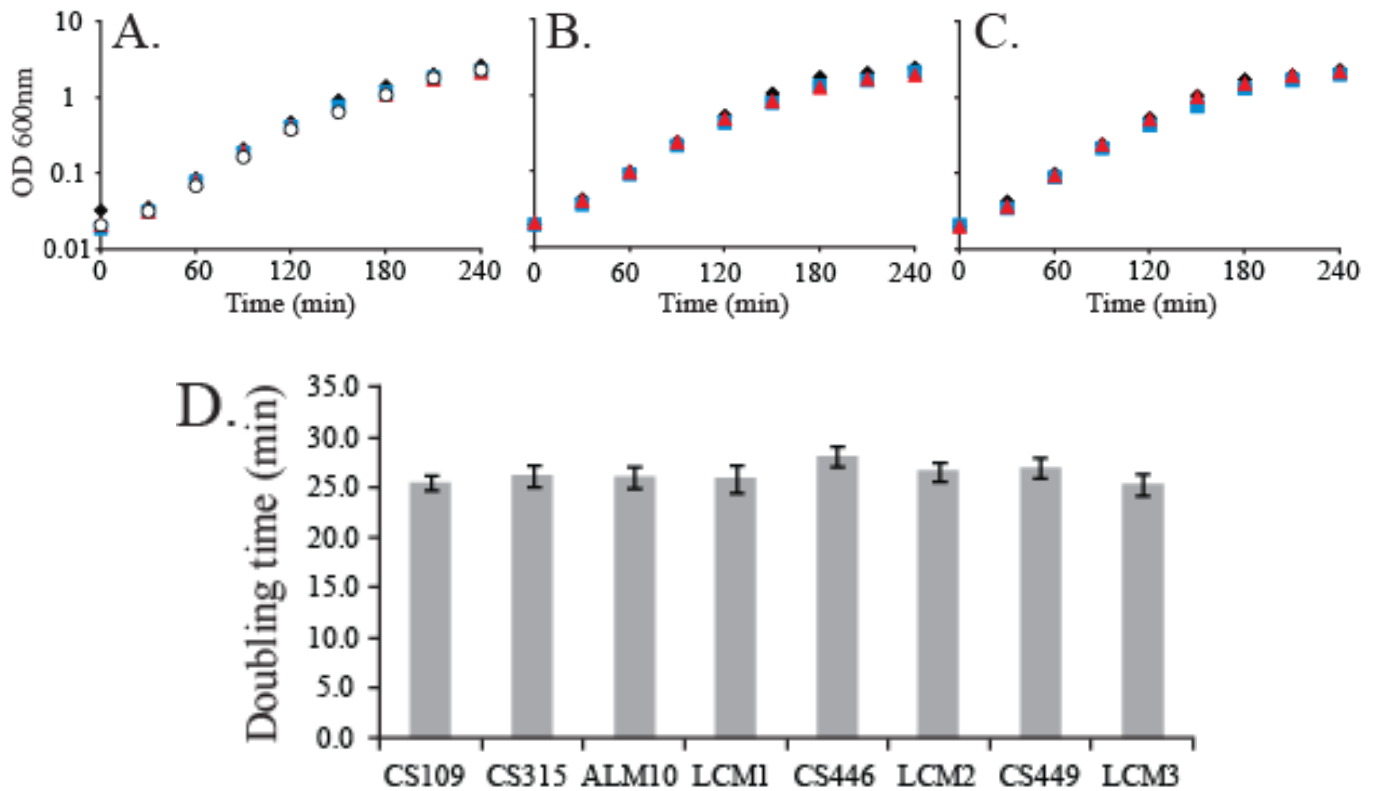 A.
B.
C.
OD 600nm
10
1
0.1
0.01
0 60 120 180 240
0 60 120 180 240
0 60 120 180 240
Time (min)
Time (min)
Time (min)
D.
Doubling time (min)
35.0
30.0
25.0
20.0
15.0
10.0
5.0
0.0
CS109 CS315 ALM10 LCM1 CS446 LCM2 CS449 LCM3